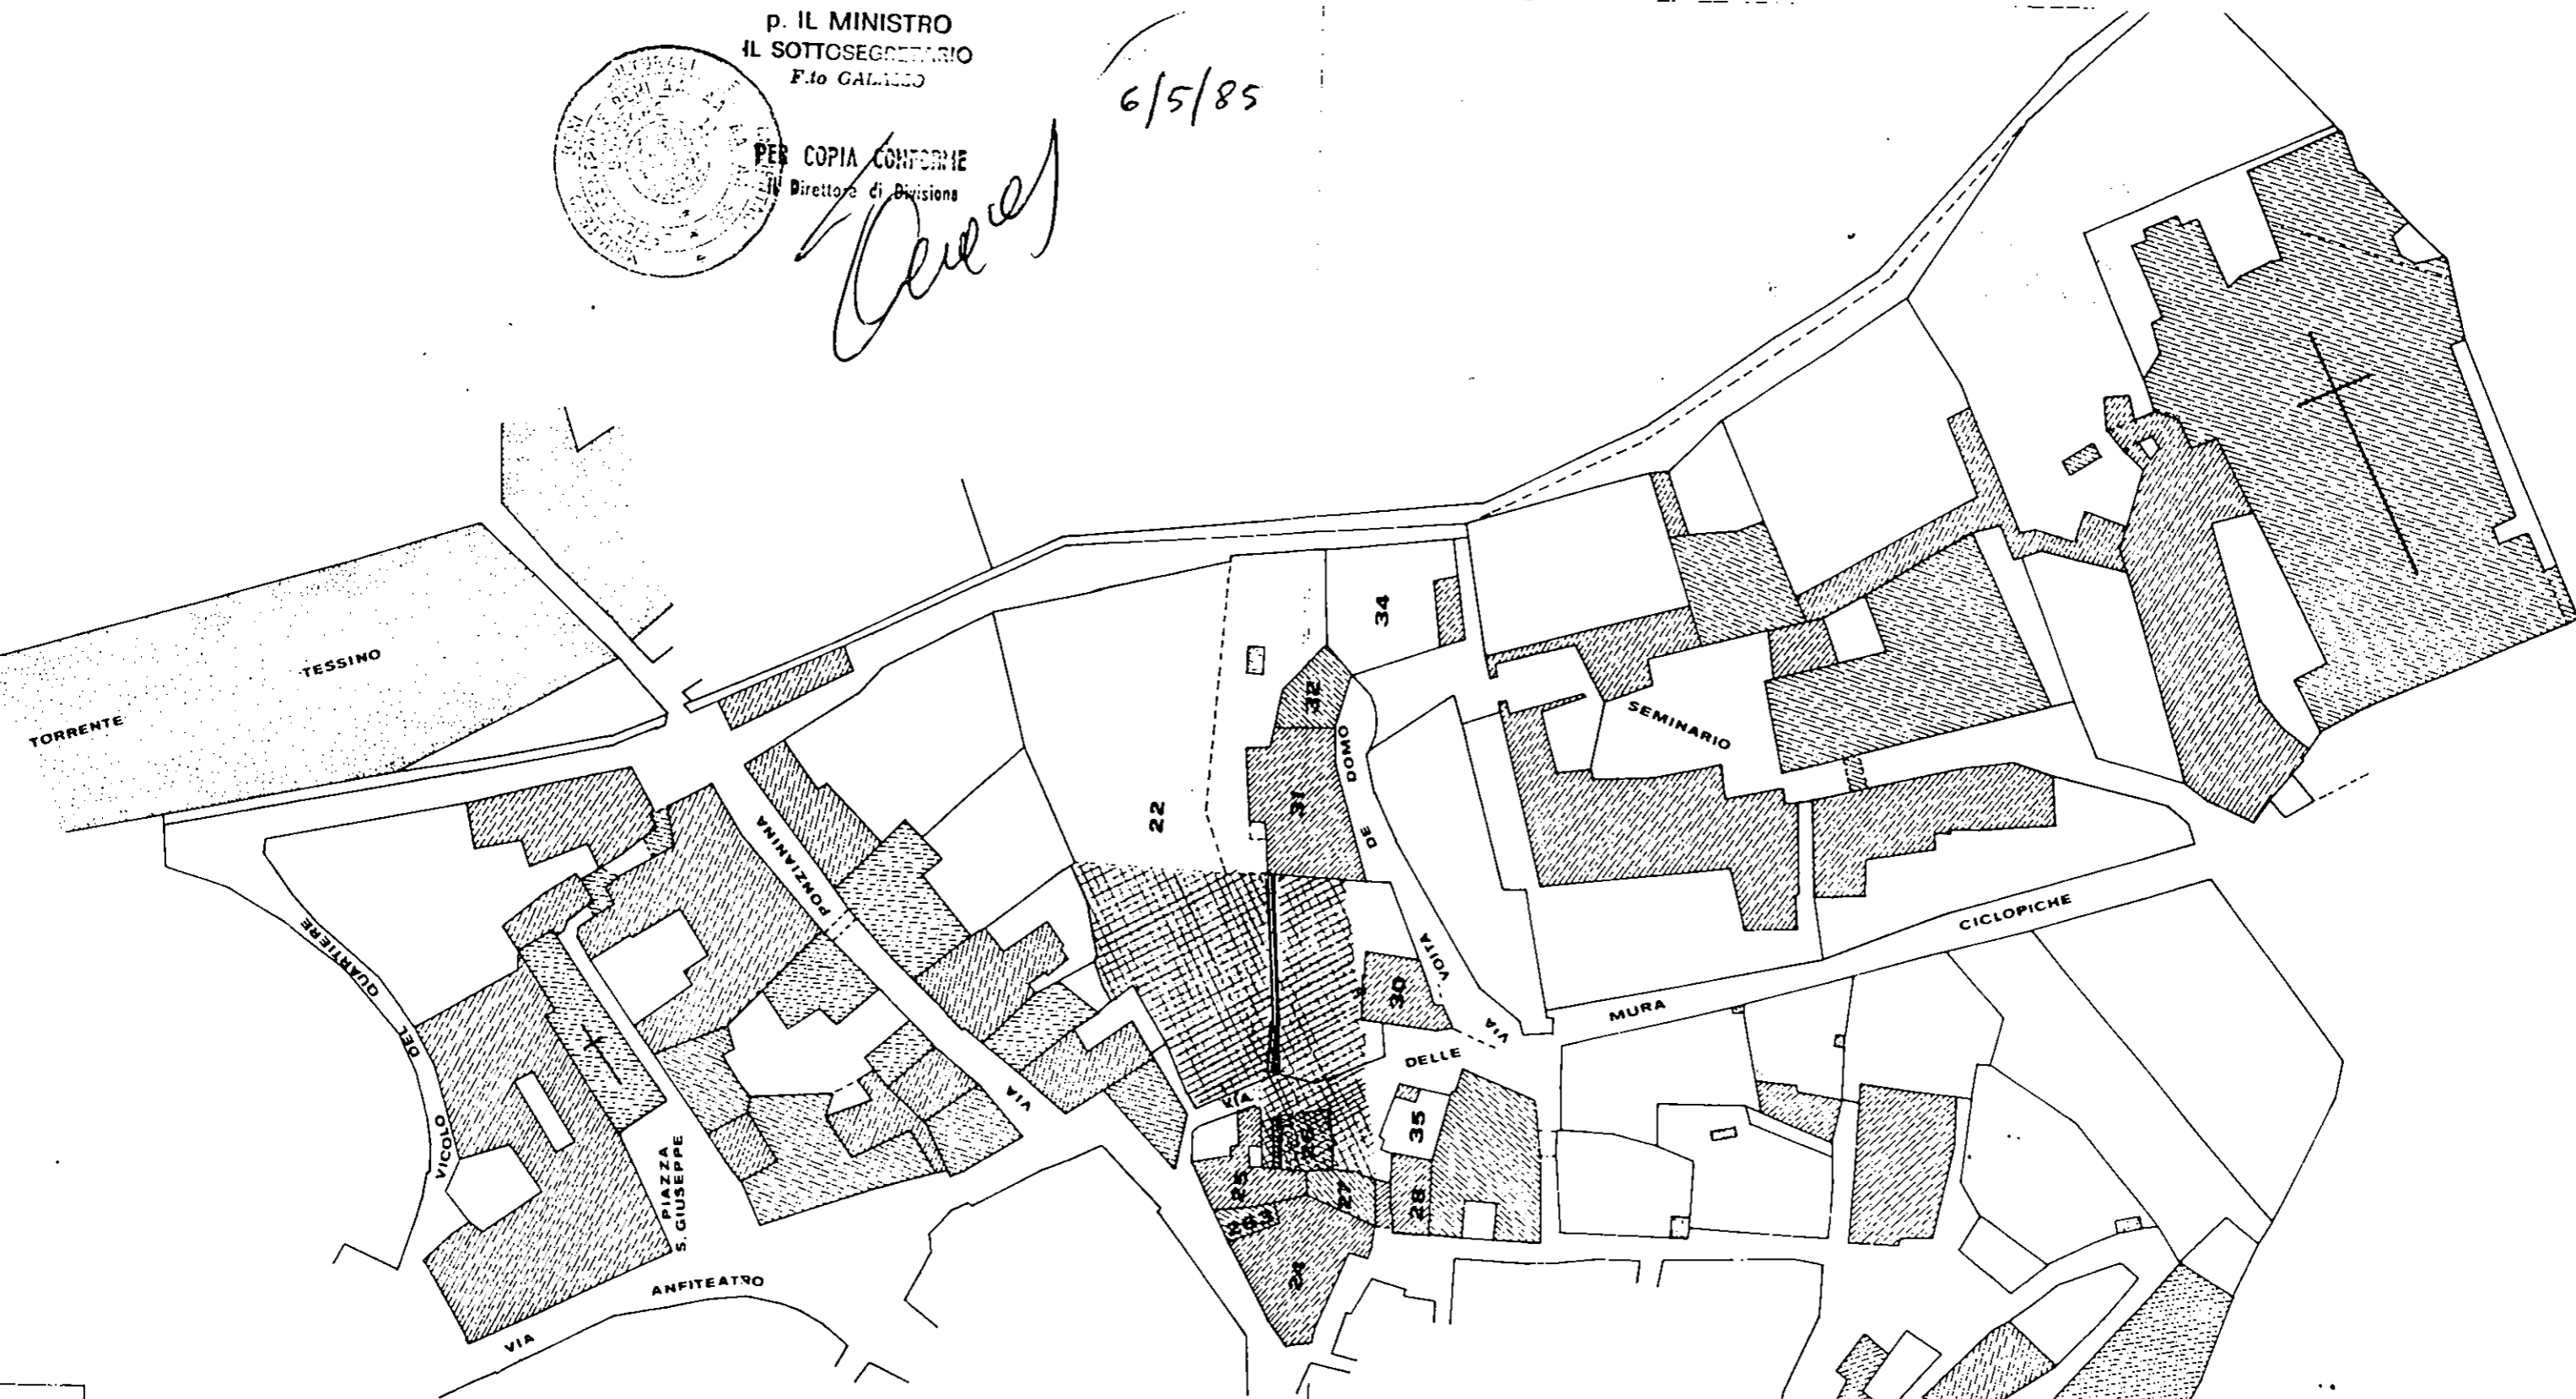 p. IL MINISTRO
IL SOTTOSEGRETARIO
F.to GALASSO
PER COPIA CONFORME
Il Direttore di Divisione
6/5/85
TORRENTE TESSINO
VICOLO DEL QUARTIERE
VIA PONZIANINA
PIAZZA
S. GIUSEPPE
VIA ANFITEATRO
22
34
32
31
30
VOLTA DE DOMO
SEMINARIO
VIA DELLE MURA CICLOPICHE
VIA
26
25
27
28
35
263
24